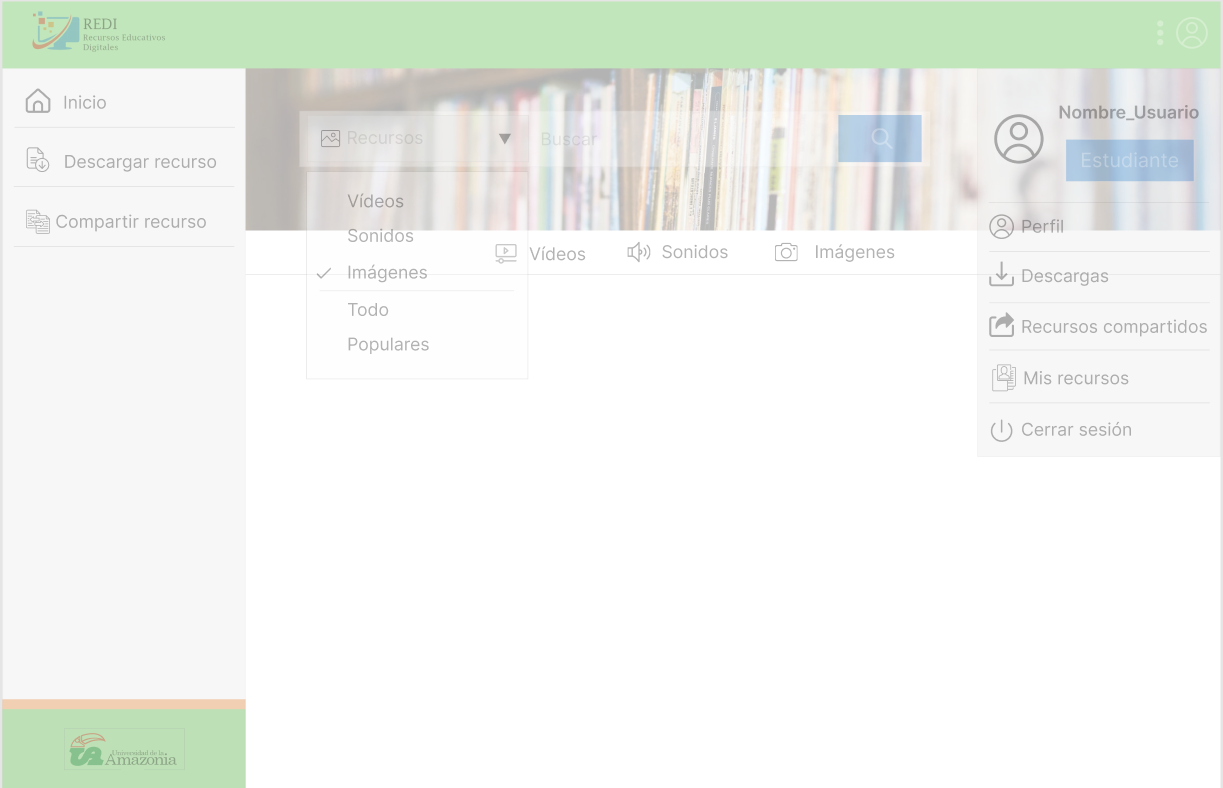 REDI
Recursos Educativos
Digitales
Inicio
Descargar recurso
Compartir recurso
Recursos
Buscar
Vídeos
Sonidos
Imágenes
Todo
Populares
Vídeos
Sonidos
Imágenes
Nombre_Usuario
Estudiante
Perfil
Descargas
Recursos compartidos
Mis recursos
Cerrar sesión
Universidad de la
Amazonia